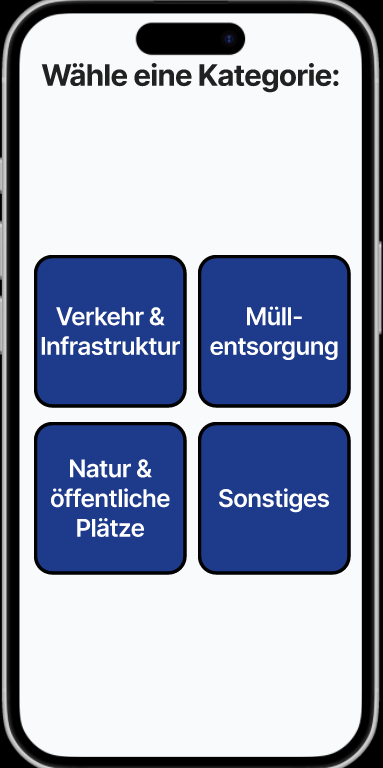 Wähle eine Kategorie:
Verkehr &
Infrastruktur
Müll-
entsorgung
Natur &
öffentliche
Plätze
Sonstiges